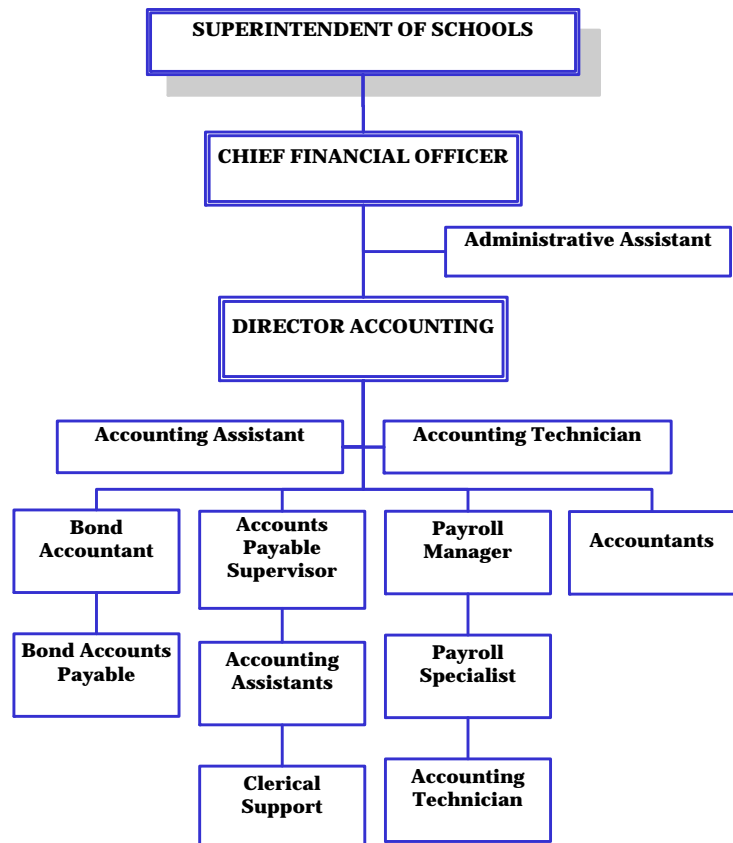 SUPERINTENDENT OF SCHOOLS
CHIEF FINANCIAL OFFICER
Administrative Assistant
DIRECTOR ACCOUNTING
Accounting Assistant
Accounting Technician
Bond
Accountant
Accounts
Payable
Supervisor
Payroll
Manager
Accountants
Bond Accounts
Payable
Accounting
Assistants
Payroll
Specialist
Clerical
Support
Accounting
Technician